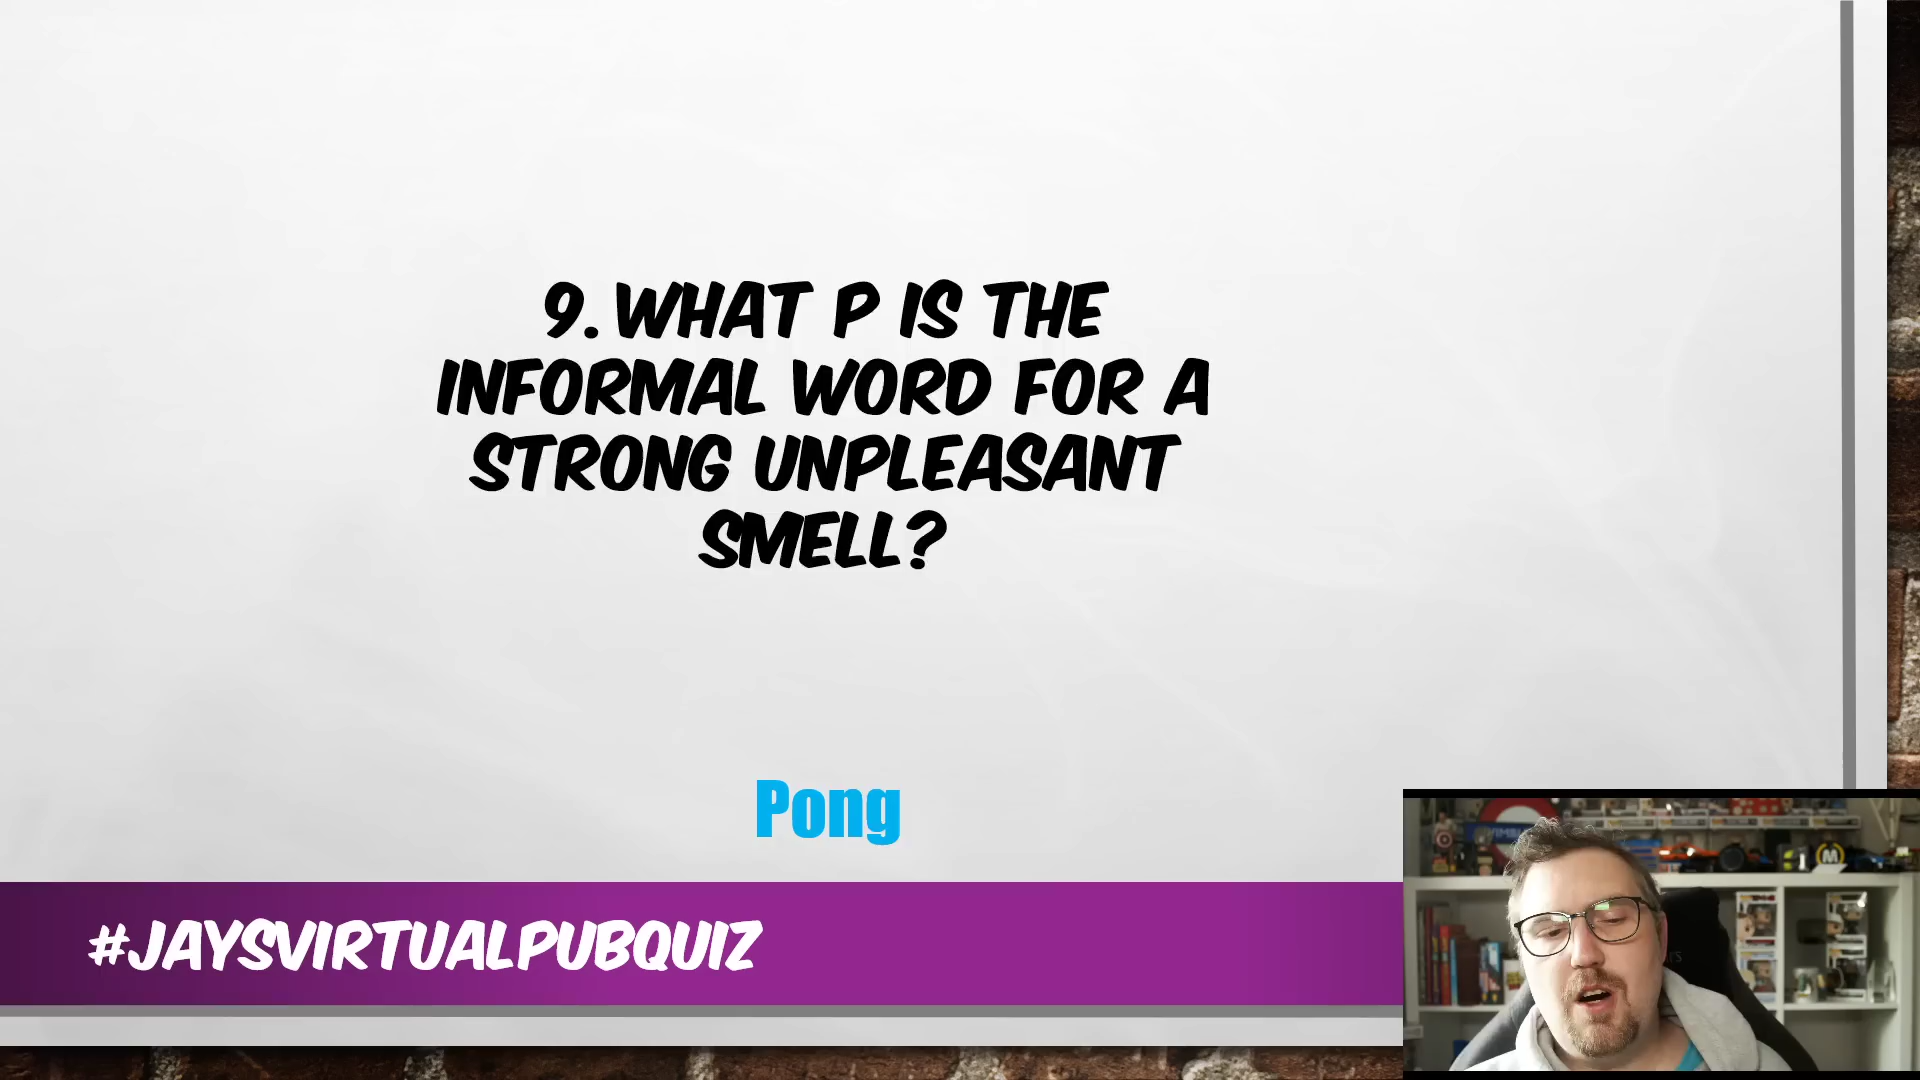 9. WHAT P IS THE
INFORMAL WORD FOR A
STRONG UNPLEASANT
SMELL?
Pong
#JAYSVIRTUALPUBQUIZ